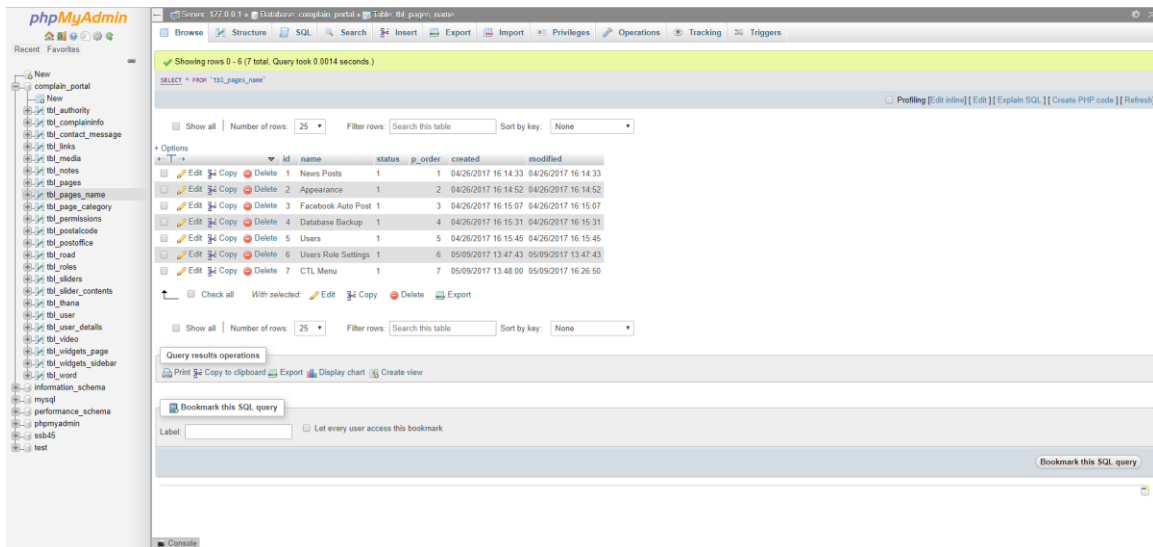 phpMyAdmin
Recent Favorites
New
complain_portal
New
tbl_authority
tbl_complaininfo
tbl_contact_message
tbl_links
tbl_media
tbl_notes
tbl_pages
tbl_pages_name
tbl_page_category
tbl_permissions
tbl_postalcode
tbl_postoffice
tbl_road
tbl_roles
tbl_sliders
tbl_slider_contents
tbl_thana
tbl_user
tbl_user_details
tbl_video
tbl_widgets_page
tbl_widgets_sidebar
tbl_word
information_schema
mysql
performance_schema
phpmyadmin
ssb45
test
Server: 127.0.0.1 » Database: complain_portal » Table: tbl_pages_name
Browse Structure SQL Search Insert Export Import Privileges Operations Tracking Triggers
Showing rows 0 - 6 (7 total, Query took 0.0014 seconds.)
SELECT * FROM `tbl_pages_name`
Profiling [Edit inline] [ Edit ] [ Explain SQL ] [ Create PHP code ] [ Refresh]
Show all | Number of rows: 25 Filter rows: Search this table Sort by key: None
+ Options
id name status p_order created modified
Edit Copy Delete 1 News Posts 1 1 04/26/2017 16:14:33 04/26/2017 16:14:33
Edit Copy Delete 2 Appearance 1 2 04/26/2017 16:14:52 04/26/2017 16:14:52
Edit Copy Delete 3 Facebook Auto Post 1 3 04/26/2017 16:15:07 04/26/2017 16:15:07
Edit Copy Delete 4 Database Backup 1 4 04/26/2017 16:15:31 04/26/2017 16:15:31
Edit Copy Delete 5 Users 1 5 04/26/2017 16:15:45 04/26/2017 16:15:45
Edit Copy Delete 6 Users Role Settings 1 6 05/09/2017 13:47:43 05/09/2017 13:47:43
Edit Copy Delete 7 CTL Menu 1 7 05/09/2017 13:48:00 05/09/2017 16:26:50
Check all With selected: Edit Copy Delete Export
Show all | Number of rows: 25 Filter rows: Search this table Sort by key: None
Query results operations
Print Copy to clipboard Export Display chart Create view
Bookmark this SQL query
Label: Let every user access this bookmark
Bookmark this SQL query
Console